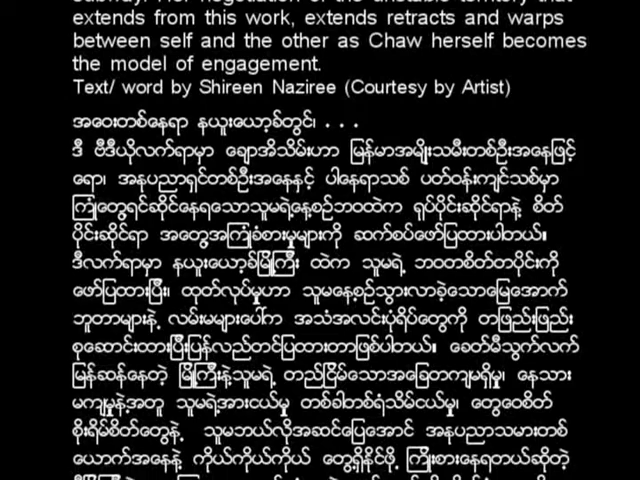 extends from this work, extends retracts and warps
between self and the other as Chaw herself becomes
the model of engagement.
Text/ word by Shireen Naziree (Courtesy by Artist)
အဝေးတစ်နေရာ နယူးယော့ခ်တွင်၊ . . .
ဒီ ဗီဒီယိုလက်ရာမှာ ချောအိသိမ်းဟာ မြန်မာအမျိုးသမီးတစ်ဦးအနေဖြင့်
ရော၊ အနုပညာရှင်တစ်ဦးအနေနှင့် ပါနေရာသစ် ပတ်ဝန်းကျင်သစ်မှာ
ကြုံတွေ့ရင်ဆိုင်နေရသောသူမရဲ့နေ့စဉ်ဘဝထဲက ရုပ်ပိုင်းဆိုင်ရာနဲ့ စိတ်
ပိုင်းဆိုင်ရာ အတွေ့အကြုံခံစားမှုများကို ဆက်စပ်ဖော်ပြထားပါတယ်။
ဒီလက်ရာမှာ နယူးယော့ခ်မြို့ကြီး ထဲက သူမရဲ့ ဘဝတစိတ်တပိုင်းကို
ဖော်ပြထားပြီး၊ ထုတ်လုပ်မှုဟာ သူမနေ့စဉ်သွားလာခဲ့သောမြေအောက်
ဘူတာများနဲ့ လမ်းမများပေါ်က အသံအလင်းပုံရိပ်တွေကို တဖြည်းဖြည်း
စုဆောင်းထားပြီးပြန်လည်တင်ပြထားတာဖြစ်ပါတယ်။ ခေတ်မီသွက်လက်
မြန်ဆန်နေတဲ့ မြို့ကြီးနဲ့သူမရဲ့ တည်ငြိမ်သောအခြေတကျမရှိမှု၊ နေသား
မကျမှုနဲ့အတူ သူမရဲ့အားငယ်မှု တစ်ခါတစ်ရံသိမ်ငယ်မှု၊ တွေဝေစိတ်
စိုးရိမ်စိတ်တွေနဲ့ သူမဘယ်လိုအဆင်ပြေအောင် အနုပညာသမားတစ်
ယောက်အနေနဲ့ ကိုယ်ကိုယ်ကိုယ် တွေ့ရှိနိုင်ဖို့ ကြိုးစားနေရတယ်ဆိုတဲ့